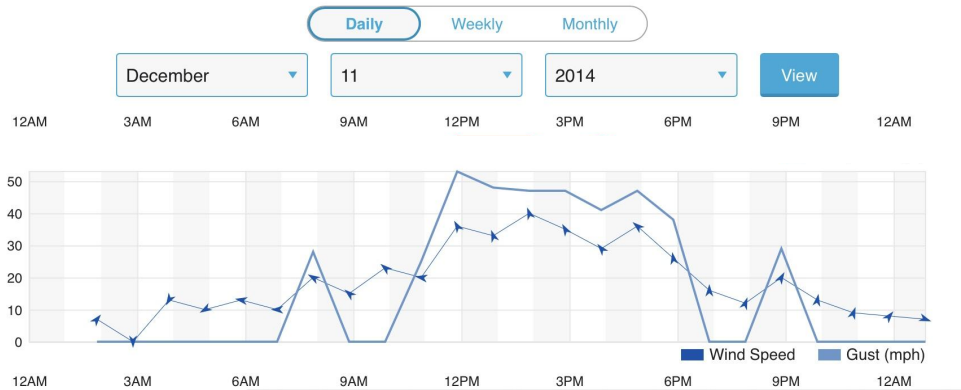 Daily Weekly Monthly
December 11 2014 View
12AM 3AM 6AM 9AM 12PM 3PM 6PM 9PM 12AM
50
40
30
20
10
0
Wind Speed Gust (mph)
12AM 3AM 6AM 9AM 12PM 3PM 6PM 9PM 12AM